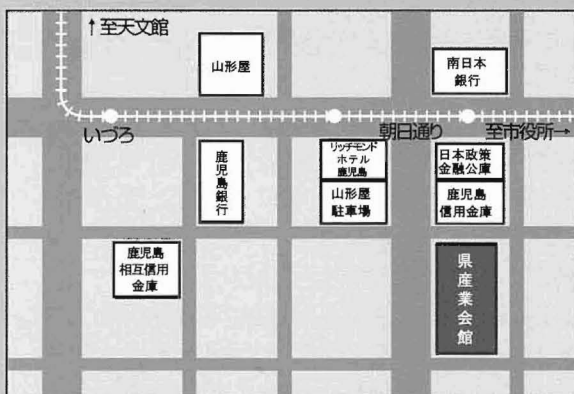 ↑至天文館
山形屋
南日本
銀行
いづろ
朝日通り
至市役所→
鹿児島銀行
リッチモンド
ホテル
鹿児島
山形屋
駐車場
日本政策
金融公庫
鹿児島
信用金庫
鹿児島
相互信用
金庫
県産業会館